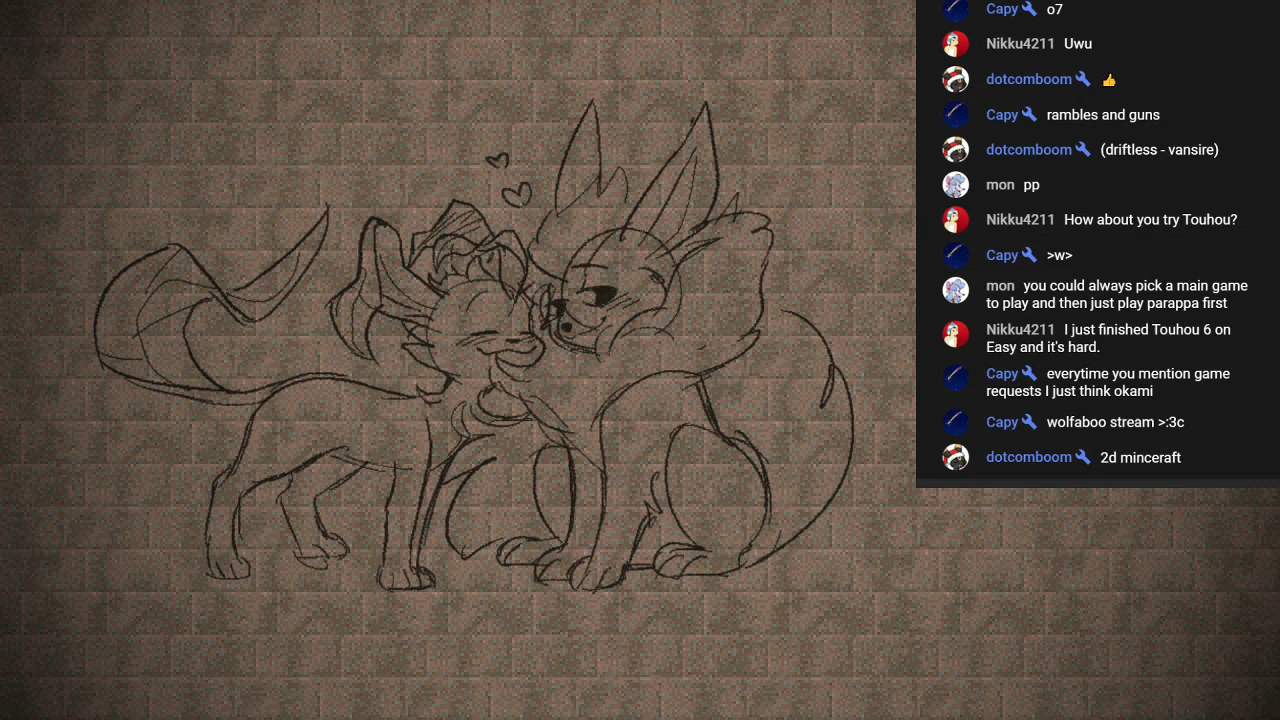 Capy o7
Nikku4211 Uwu
dotcomboom 👍
Capy rambles and guns
dotcomboom (driftless - vansire)
mon pp
Nikku4211 How about you try Touhou?
Capy >w>
mon you could always pick a main game
to play and then just play parappa first
Nikku4211 I just finished Touhou 6 on
Easy and it's hard.
Capy everytime you mention game
requests I just think okami
Capy wolfaboo stream >:3c
dotcomboom 2d minceraft